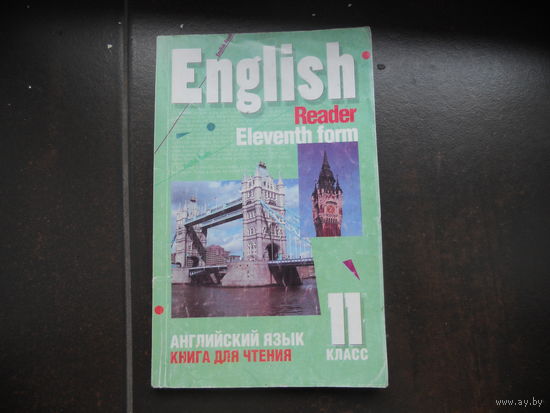 English
Reader
Eleventh form
АНГЛИЙСКИЙ ЯЗЫК
КНИГА ДЛЯ ЧТЕНИЯ
11
КЛАСС
www.ay.by